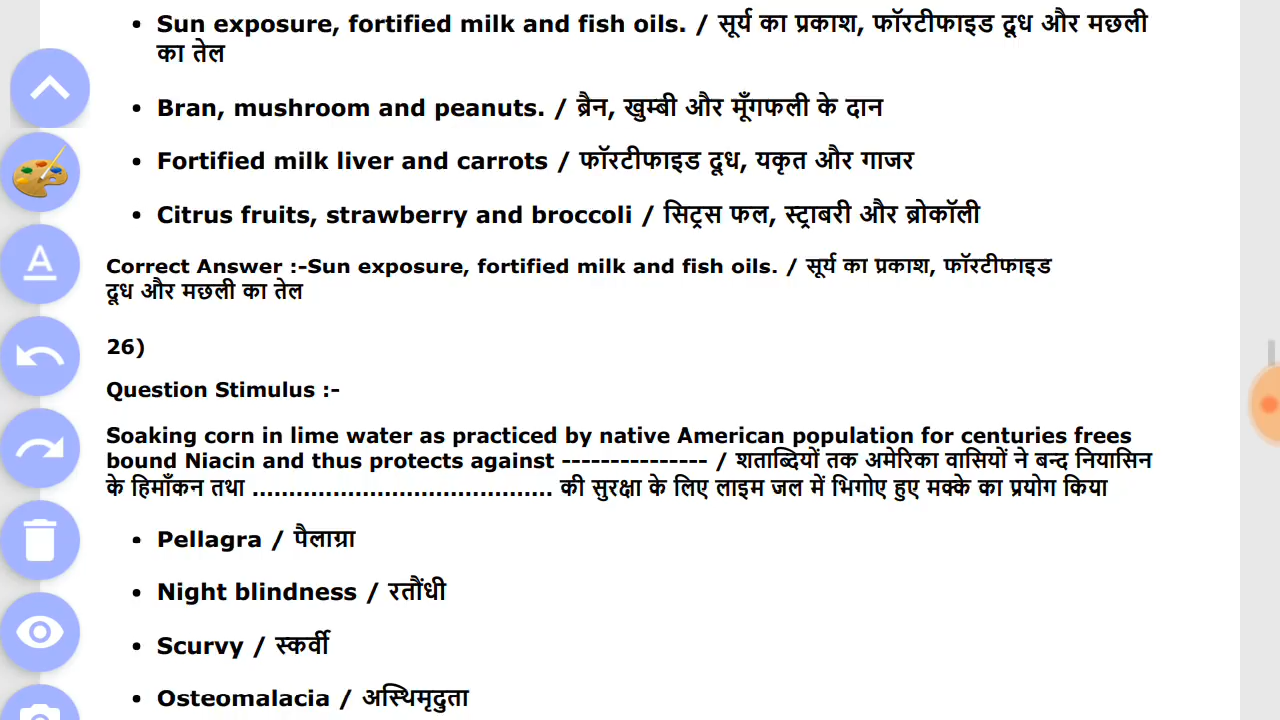 • Sun exposure, fortified milk and fish oils. / सूर्य का प्रकाश, फॉरटीफाइड दूध और मछली
का तेल
• Bran, mushroom and peanuts. / ब्रैन, खुम्बी और मूँगफली के दान
• Fortified milk liver and carrots / फॉरटीफाइड दूध, यकृत और गाजर
• Citrus fruits, strawberry and broccoli / सिट्रस फल, स्ट्राबरी और ब्रोकॉली
Correct Answer :-Sun exposure, fortified milk and fish oils. / सूर्य का प्रकाश, फॉरटीफाइड
दूध और मछली का तेल
26)
Question Stimulus :-
Soaking corn in lime water as practiced by native American population for centuries frees
bound Niacin and thus protects against --------------- / शताब्दियों तक अमेरिका वासियों ने बन्द नियासिन
के हिमाँकन तथा ......................................... की सुरक्षा के लिए लाइम जल में भिगोए हुए मक्के का प्रयोग किया
• Pellagra / पैलाग्रा
• Night blindness / रतौंधी
• Scurvy / स्कर्वी
• Osteomalacia / अस्थिमृदुता